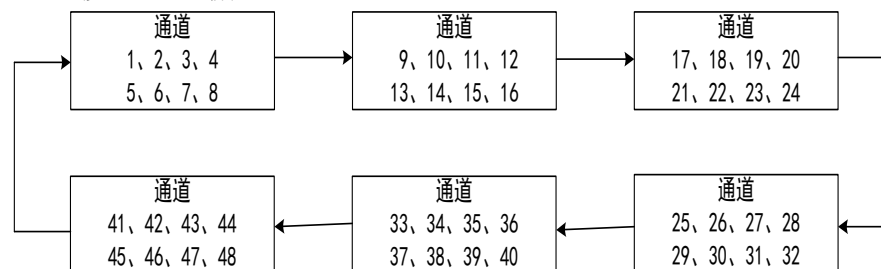 通道
1、2、3、4
5、6、7、8
通道
9、10、11、12
13、14、15、16
通道
17、18、19、20
21、22、23、24
通道
25、26、27、28
29、30、31、32
通道
33、34、35、36
37、38、39、40
通道
41、42、43、44
45、46、47、48